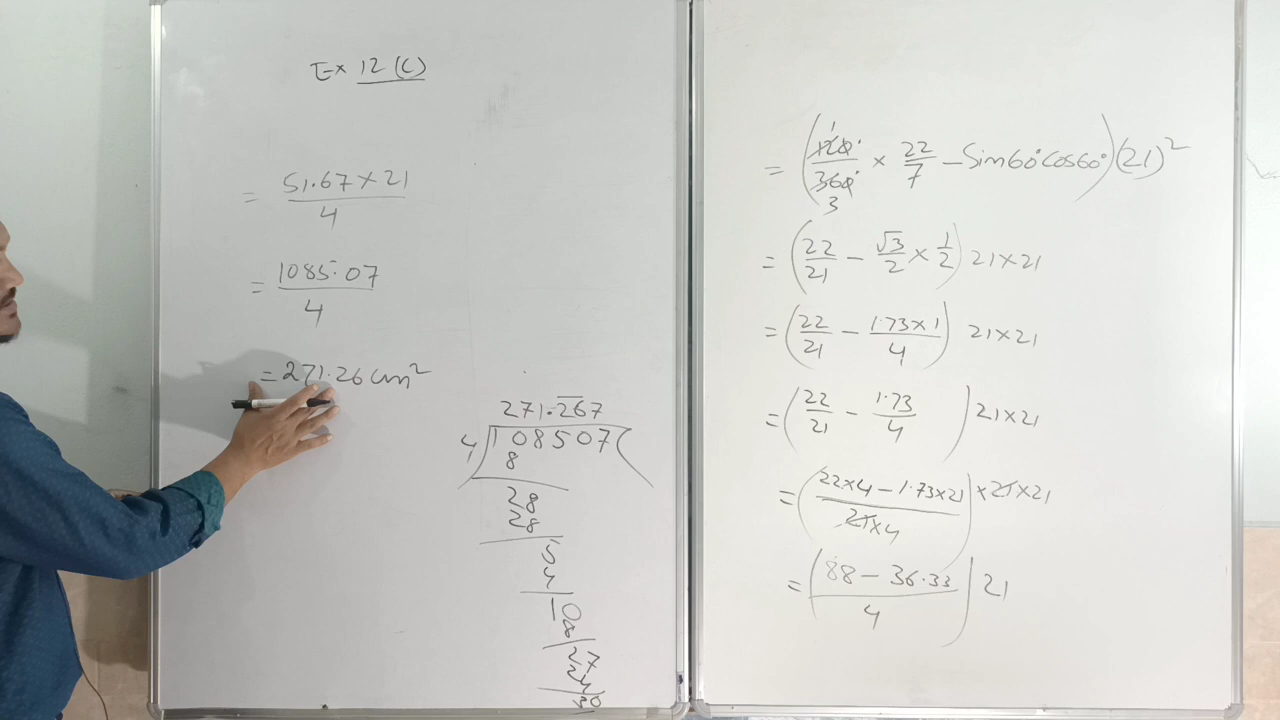 Ex 12 (C)
= 51.67 × 21 / 4
= 1085.07 / 4
= 271.26 cm²
271.267
4 ) 108507 (
8
28
28
5
4
10
8
27
24
30
= (120° / 360° × 22/7 – Sin60° Cos60°) (21)²
1
3
= (22/21 – √3/2 × 1/2) 21×21
= (22/21 – 1.73×1 / 4) 21×21
= (22/21 – 1.73/4) 21×21
= (22×4 – 1.73×21 / 21×4) × 21×21
= (88 – 36.33 / 4) 21